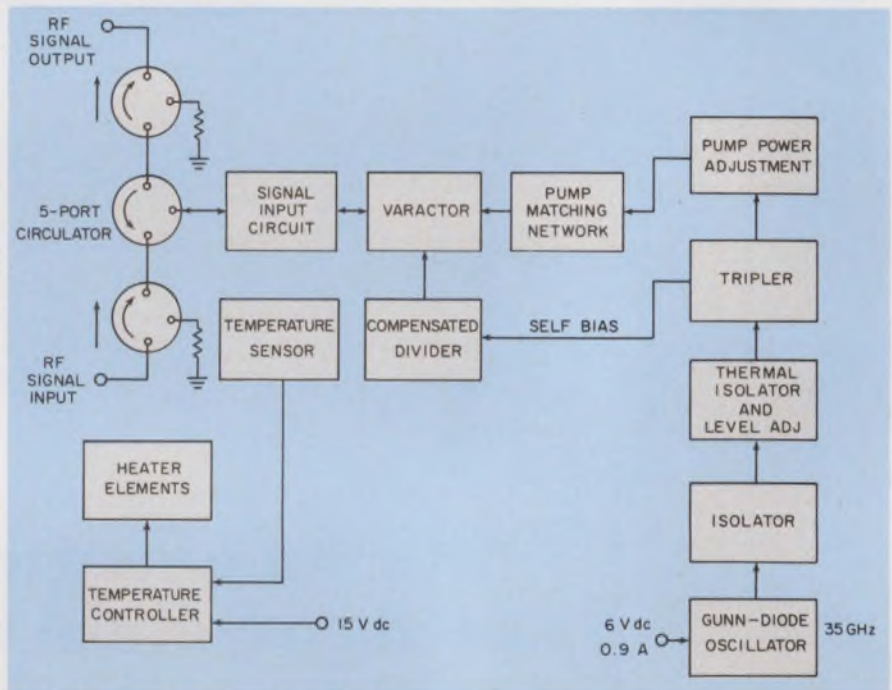 RF
SIGNAL
OUTPUT
5-PORT
CIRCULATOR
SIGNAL
INPUT
CIRCUIT
VARACTOR
PUMP
MATCHING
NETWORK
PUMP POWER
ADJUSTMENT
TRIPLER
SELF BIAS
COMPENSATED
DIVIDER
TEMPERATURE
SENSOR
RF
SIGNAL
INPUT
THERMAL
ISOLATOR
AND
LEVEL ADJ
HEATER
ELEMENTS
ISOLATOR
TEMPERATURE
CONTROLLER
15 V dc
6 V dc
0.9 A
GUNN-DIODE
OSCILLATOR
35 GHz